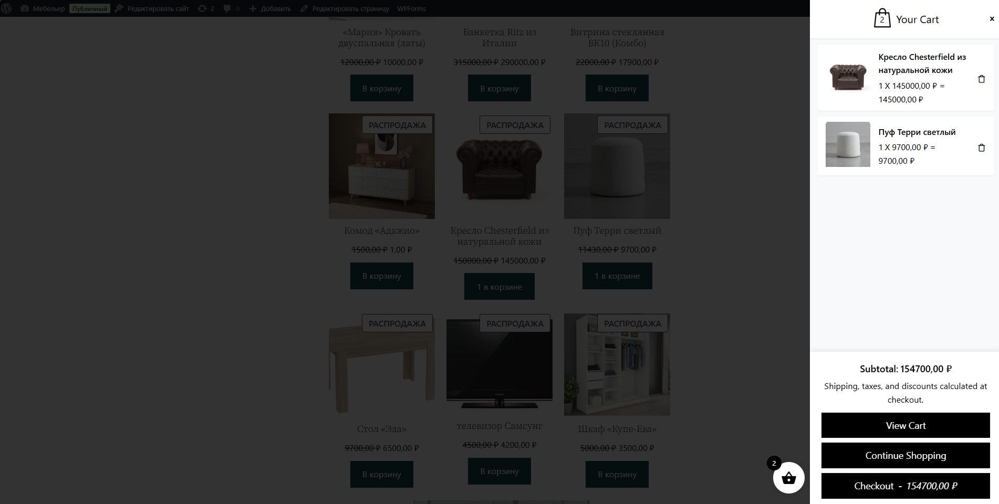 Мебельер
Публичный
Редактировать сайт
2
0
Добавить
Редактировать страницу
WPForms
«Мария» Кровать
двуспальная (латы)
12000,00 ₽ 10000,00 ₽
В корзину
Банкетка Ritz из
Италии
315000,00 ₽ 290000,00 ₽
В корзину
Витрина стеклянная
ВК10 (Комбо)
22000,00 ₽ 17900,00 ₽
В корзину
РАСПРОДАЖА
Комод «Адажио»
1500,00 ₽ 1,00 ₽
В корзину
РАСПРОДАЖА
Кресло Chesterfield из
натуральной кожи
150000,00 ₽ 145000,00 ₽
1 в корзине
РАСПРОДАЖА
Пуф Терри светлый
11430,00 ₽ 9700,00 ₽
1 в корзине
РАСПРОДАЖА
Стол «Эла»
9700,00 ₽ 6500,00 ₽
В корзину
РАСПРОДАЖА
SAMSUNG
телевизор Самсунг
4500,00 ₽ 4200,00 ₽
В корзину
РАСПРОДАЖА
Шкаф «Купе-Ева»
5000,00 ₽ 3500,00 ₽
В корзину
2
2
Your Cart
×
Кресло Chesterfield из
натуральной кожи
1 X 145000,00 ₽ =
145000,00 ₽
Пуф Терри светлый
1 X 9700,00 ₽ =
9700,00 ₽
Subtotal: 154700,00 ₽
Shipping, taxes, and discounts calculated at
checkout.
View Cart
Continue Shopping
Checkout - 154700,00 ₽